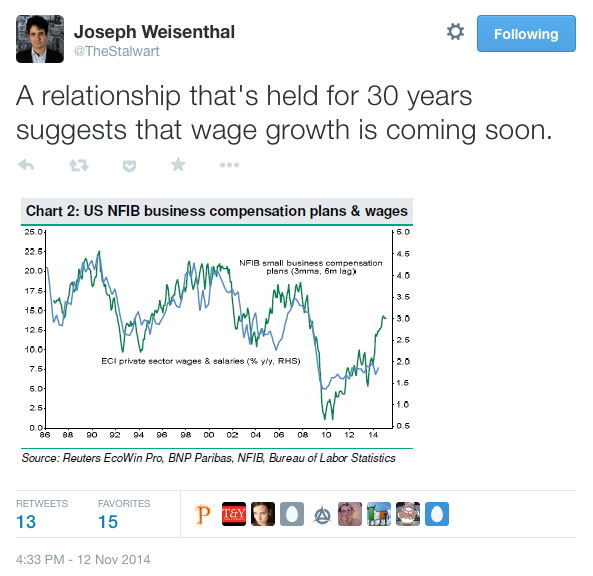 Joseph Weisenthal
@TheStalwart
Following
A relationship that's held for 30 years
suggests that wage growth is coming soon.
Chart 2: US NFIB business compensation plans & wages
25.0
22.5
20.0
17.5
15.0
12.5
10.0
7.5
5.0
2.5
0.0
5.0
4.5
4.0
3.5
3.0
2.5
2.0
1.5
1.0
0.5
NFIB small business compensation
plans (3mma, 6m lag)
ECI private sector wages & salaries (% y/y, RHS)
86 88 90 92 94 96 98 00 02 04 06 08 10 12 14
Source: Reuters EcoWin Pro, BNP Paribas, NFIB, Bureau of Labor Statistics
RETWEETS
13
FAVORITES
15
P
T&Y
4:33 PM - 12 Nov 2014